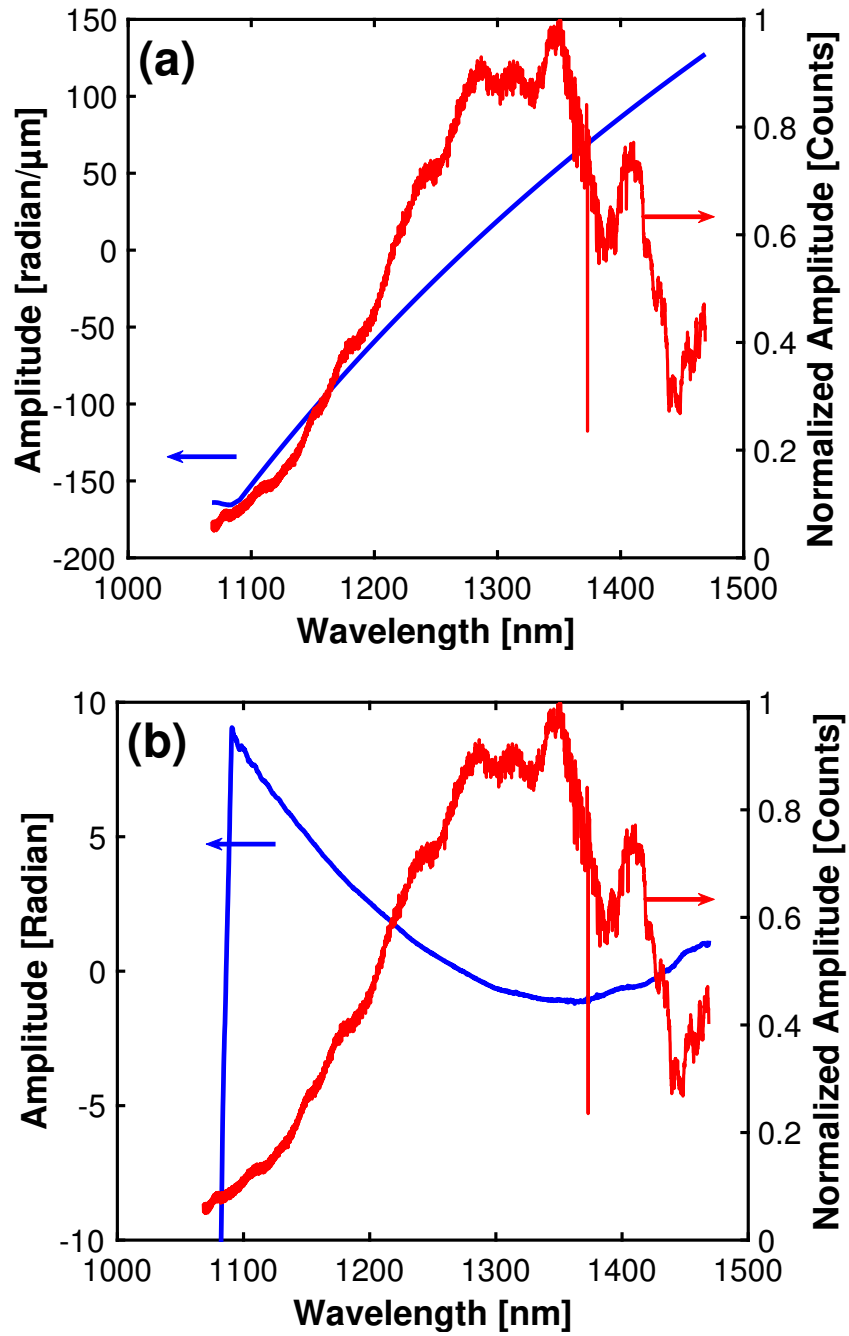 (a)
150
100
50
0
-50
-100
-150
-200
Amplitude [radian/μm]
1
0.8
0.6
0.4
0.2
0
Normalized Amplitude [Counts]
1000 1100 1200 1300 1400 1500
Wavelength [nm]
(b)
10
5
0
-5
-10
Amplitude [Radian]
1
0.8
0.6
0.4
0.2
0
Normalized Amplitude [Counts]
1000 1100 1200 1300 1400 1500
Wavelength [nm]